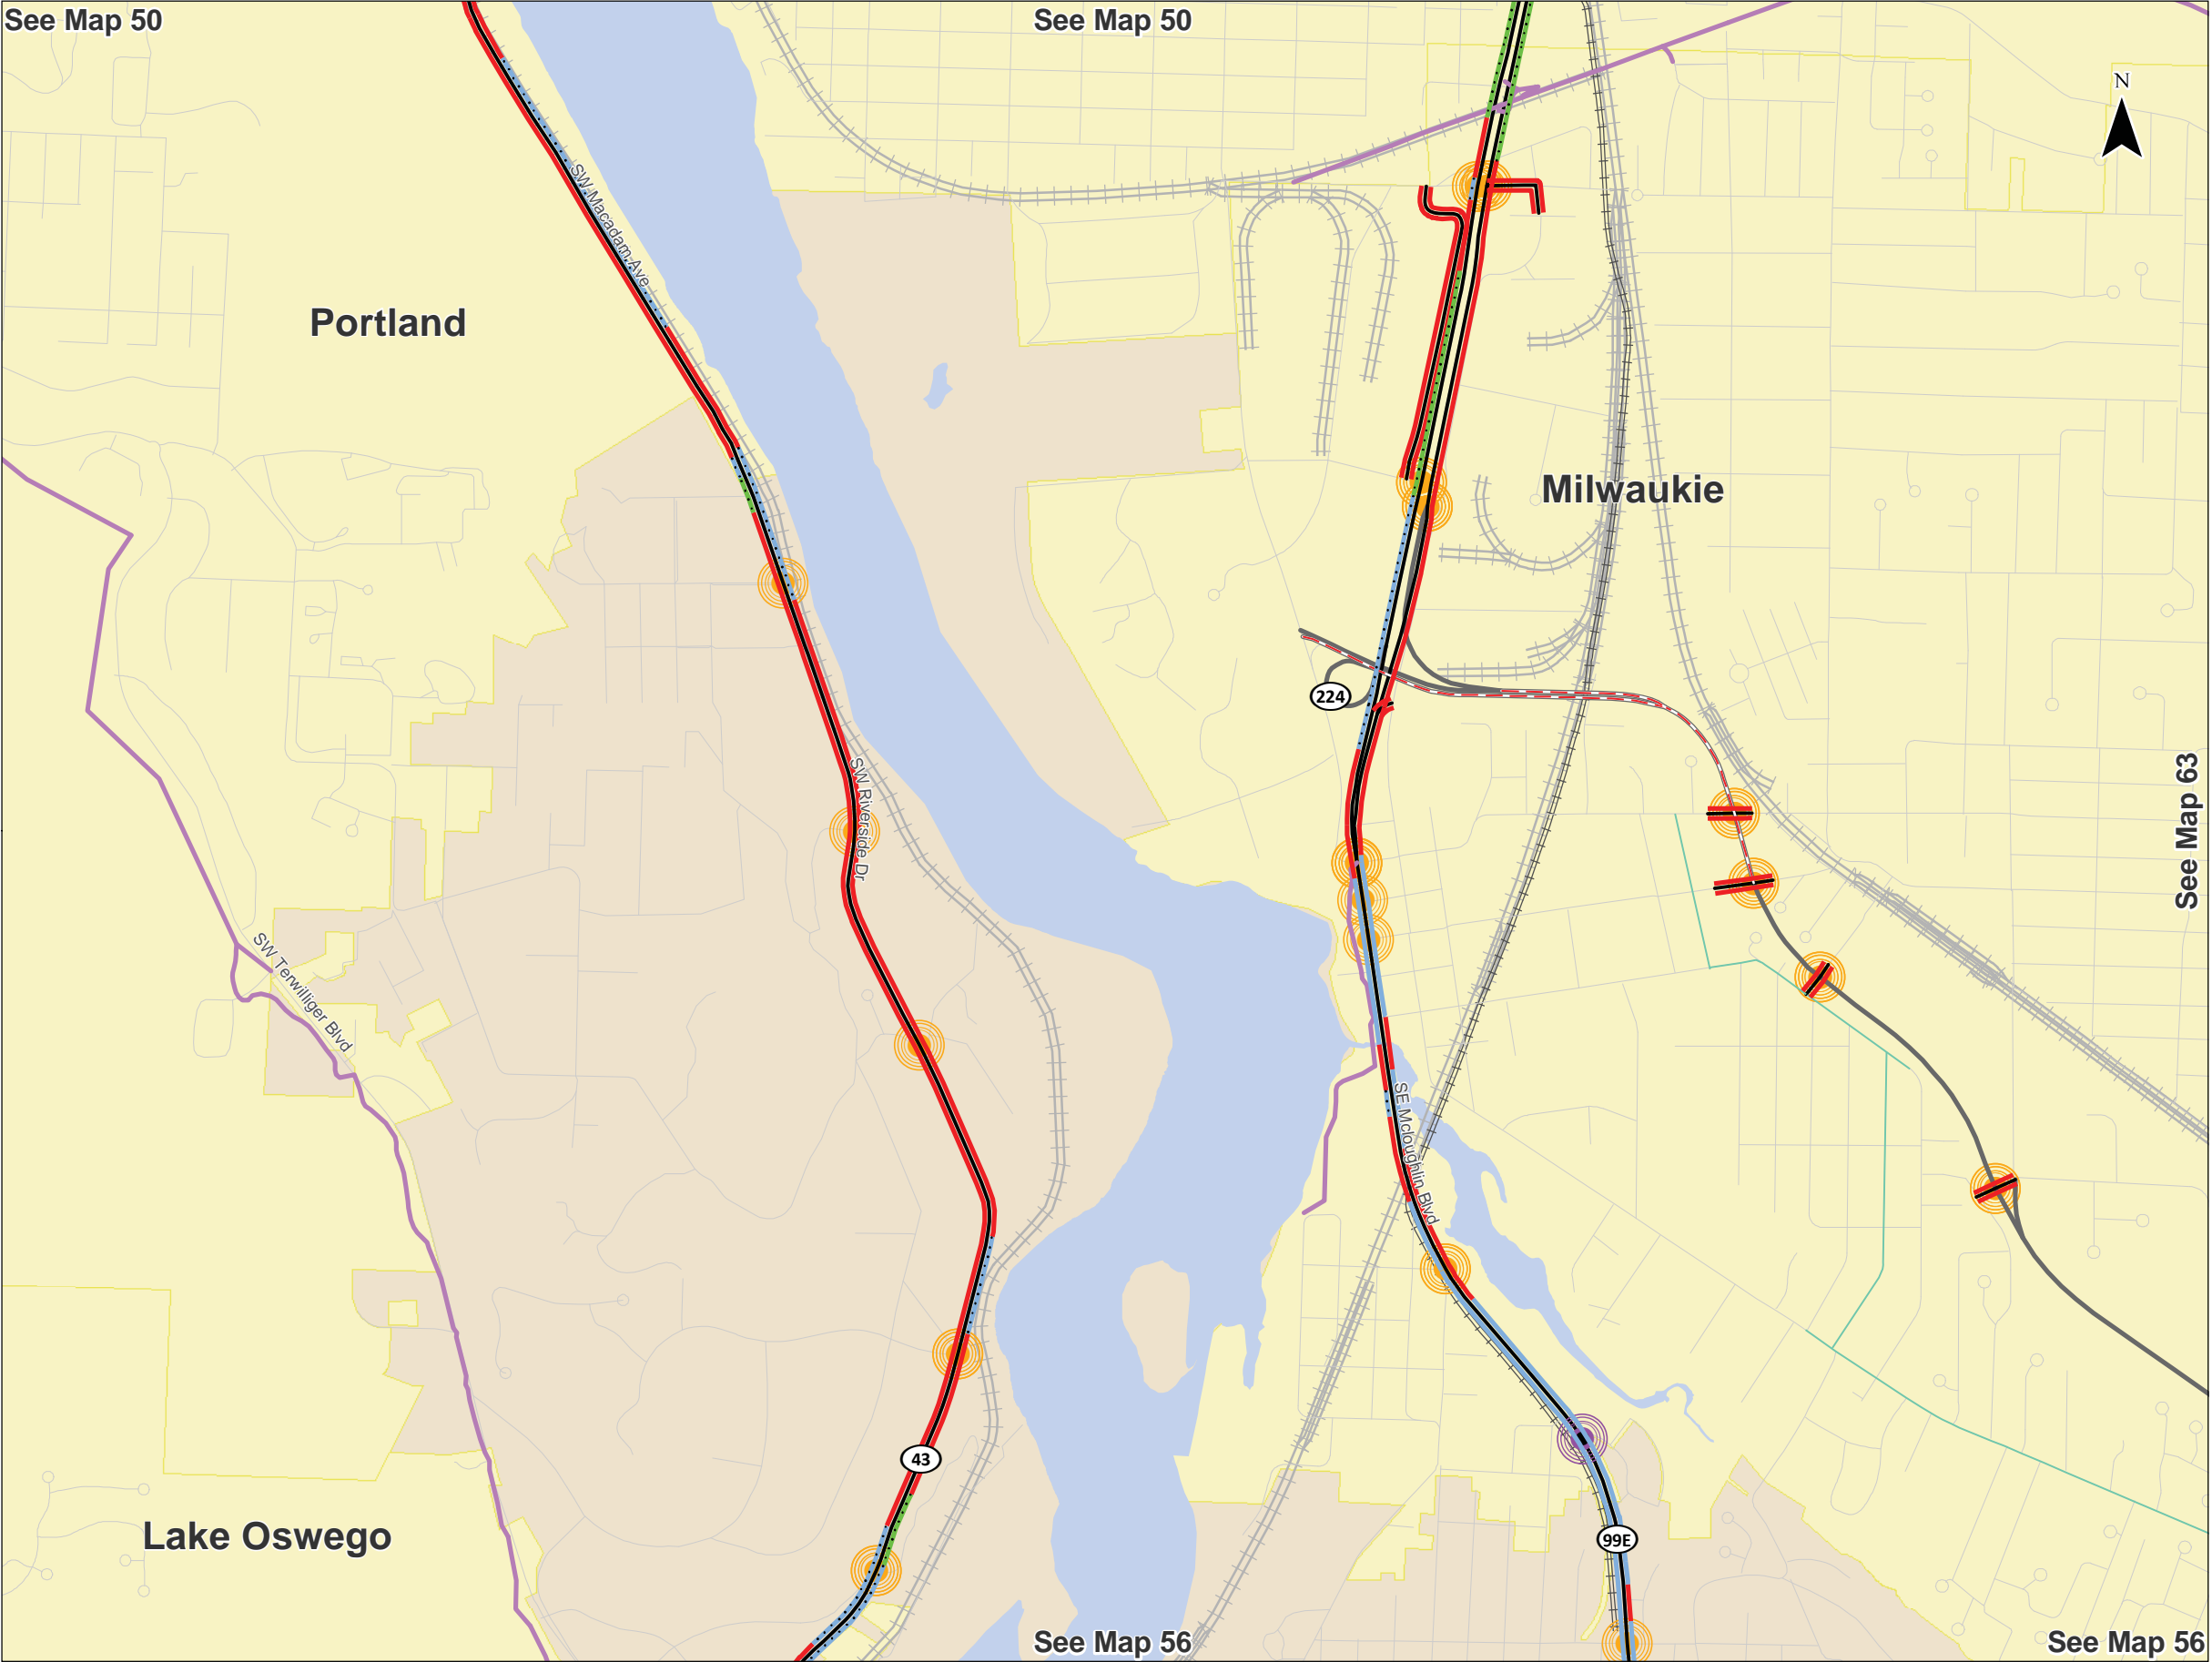 See Map 50
See Map 50
N
SW Macadam Ave
Portland
Milwaukie
224
SW Riverside Dr
See Map 63
SW Terwilliger Blvd
SE Mcloughlin Blvd
43
Lake Oswego
99E
See Map 56
See Map 56